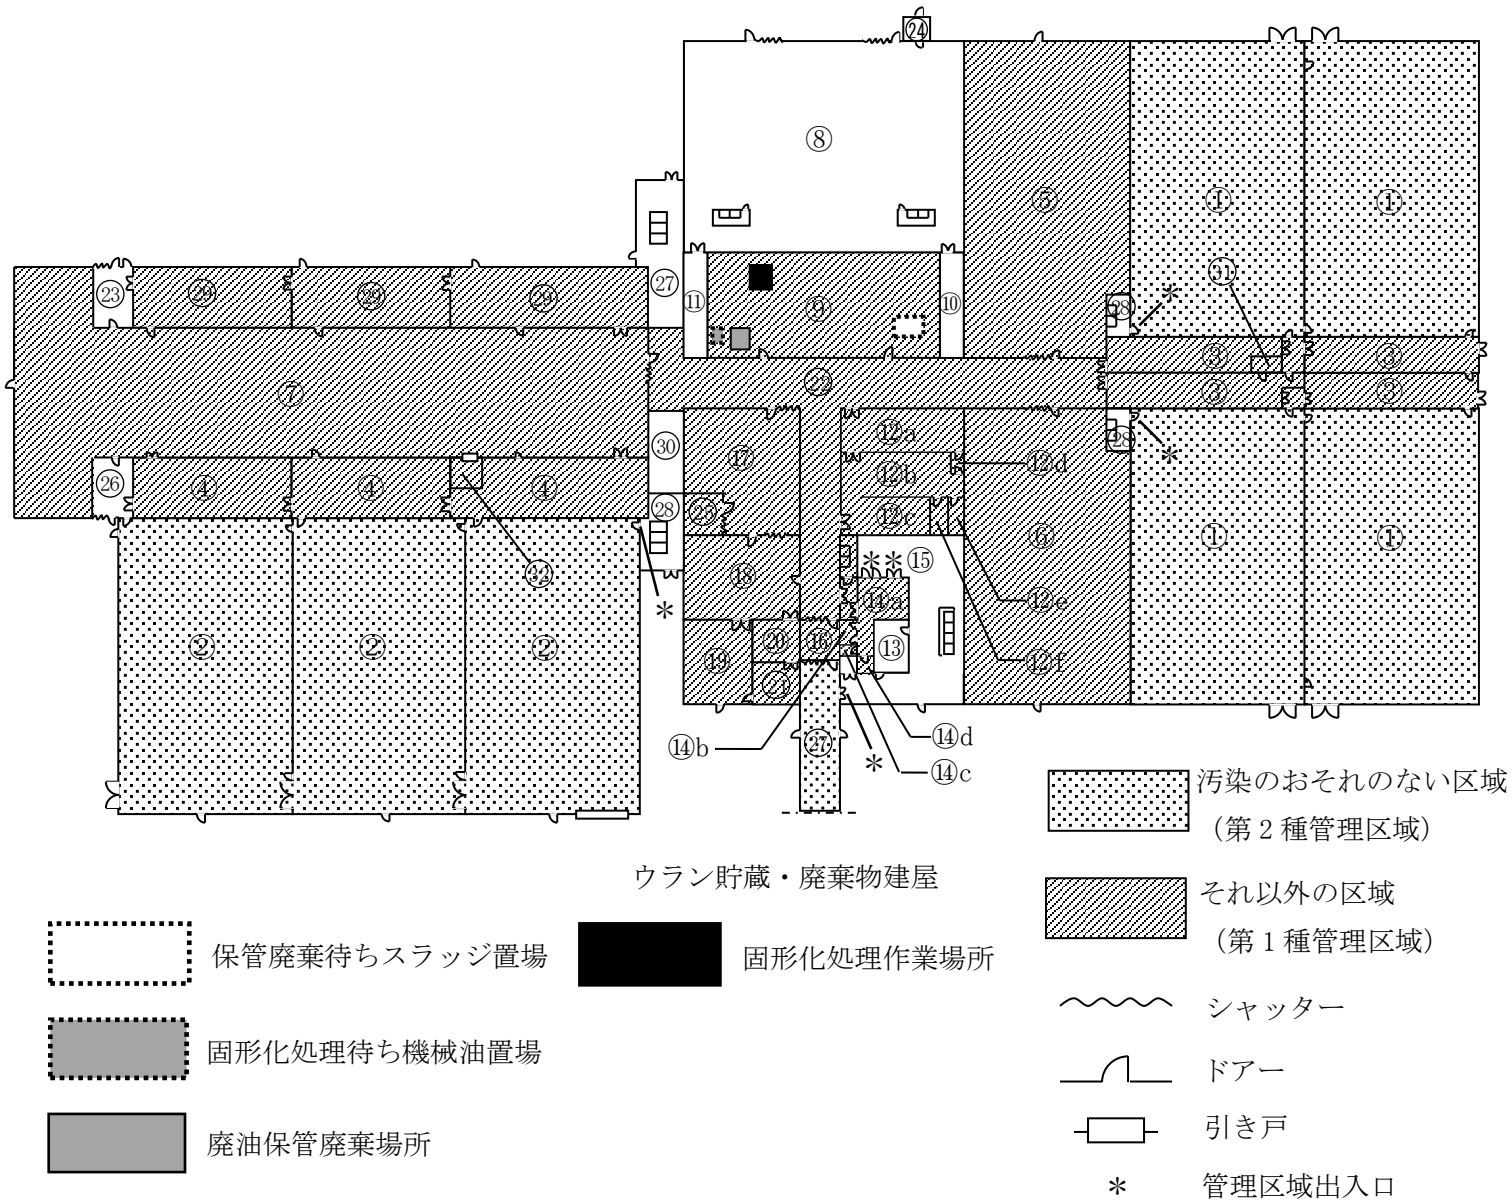 ㉔
⑧
⑤
①
①
㉗
㉛
㉓
㉙
㉙
㉙
⑪
⑨
⑩
㉘
*
③
③
⑦
㉒
③
③
㉚
⑰
⑫a
㉘
*
㉖
④
④
④
⑫b
⑫d
㉘
㉕
⑫c
⑥
①
①
㉜
⑱
**
⑮
*
⑭a
⑫e
②
②
②
⑲
⑳
⑯
⑬
⑫f
㉑
⑭b
㉗
*
⑭d
⑭c
汚染のおそれのない区域
(第2種管理区域)
ウラン貯蔵・廃棄物建屋
それ以外の区域
(第1種管理区域)
保管廃棄待ちスラッジ置場
固形化処理作業場所
シャッター
固形化処理待ち機械油置場
ドアー
廃油保管廃棄場所
引き戸
* 管理区域出入口